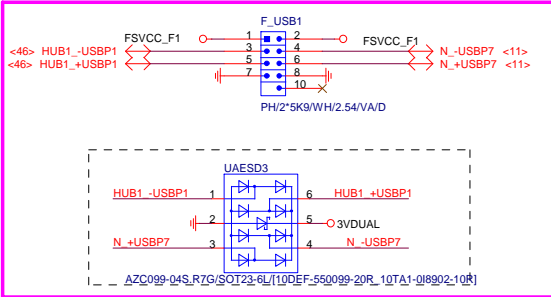 F_USB1
FSVCC_F1 1 2 FSVCC_F1
<46> HUB1_-USBP1 3 4 N_-USBP7 <11>
<46> HUB1_+USBP1 5 6 N_+USBP7 <11>
7 8
10
PH/2*5K9/WH/2.54/VA/D
UAESD3
HUB1_-USBP1 1 6 HUB1_+USBP1
2 5 3VDUAL
N_+USBP7 3 4 N_-USBP7
AZC099-04S.R7G/SOT23-6L/[10DEF-550099-20R_10TA1-0I8902-10R]